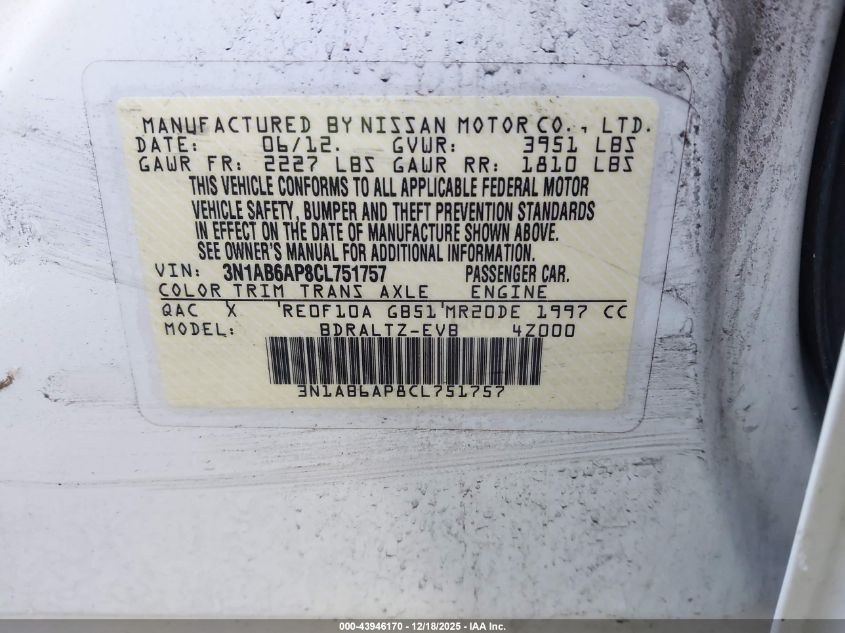 MANUFACTURED BY NISSAN MOTOR CO., LTD.
DATE: 06/12. GVWR: 3951 LBS
GAWR FR: 2227 LBS GAWR RR: 1810 LBS
THIS VEHICLE CONFORMS TO ALL APPLICABLE FEDERAL MOTOR
VEHICLE SAFETY, BUMPER AND THEFT PREVENTION STANDARDS
IN EFFECT ON THE DATE OF MANUFACTURE SHOWN ABOVE.
SEE OWNER'S MANUAL FOR ADDITIONAL INFORMATION.
VIN: 3N1AB6AP8CL751757 PASSENGER CAR.
COLOR TRIM TRANS AXLE ENGINE
QAC X 'RE0F10A GB51'MR20DE 1997 CC
MODEL: BDRALTZ-EVB 4Z000
3N1AB6AP8CL751757
000-43946170 - 12/18/2025 - IAA Inc.